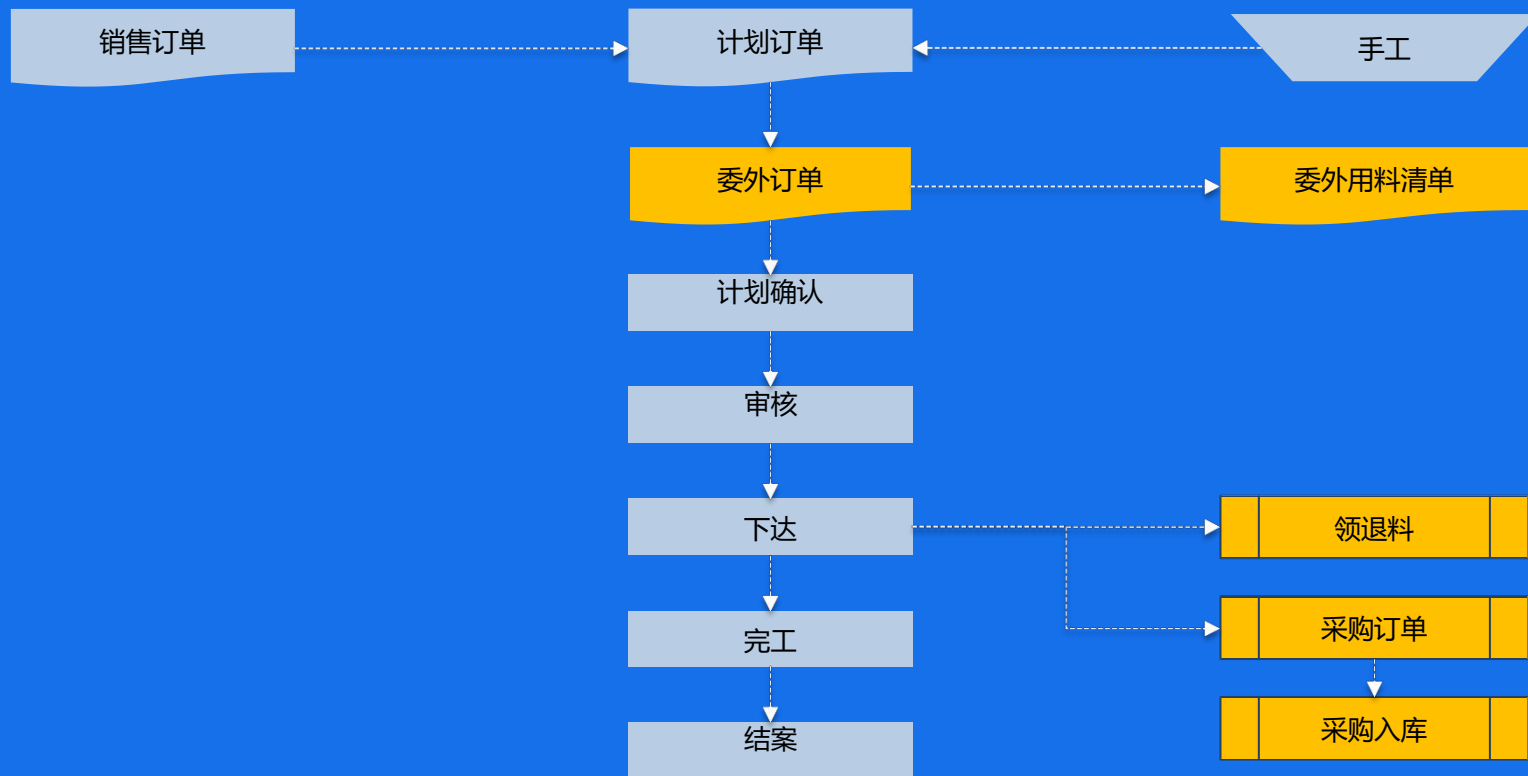 销售订单
计划订单
手工
委外订单
委外用料清单
计划确认
审核
下达
领退料
完工
采购订单
结案
采购入库